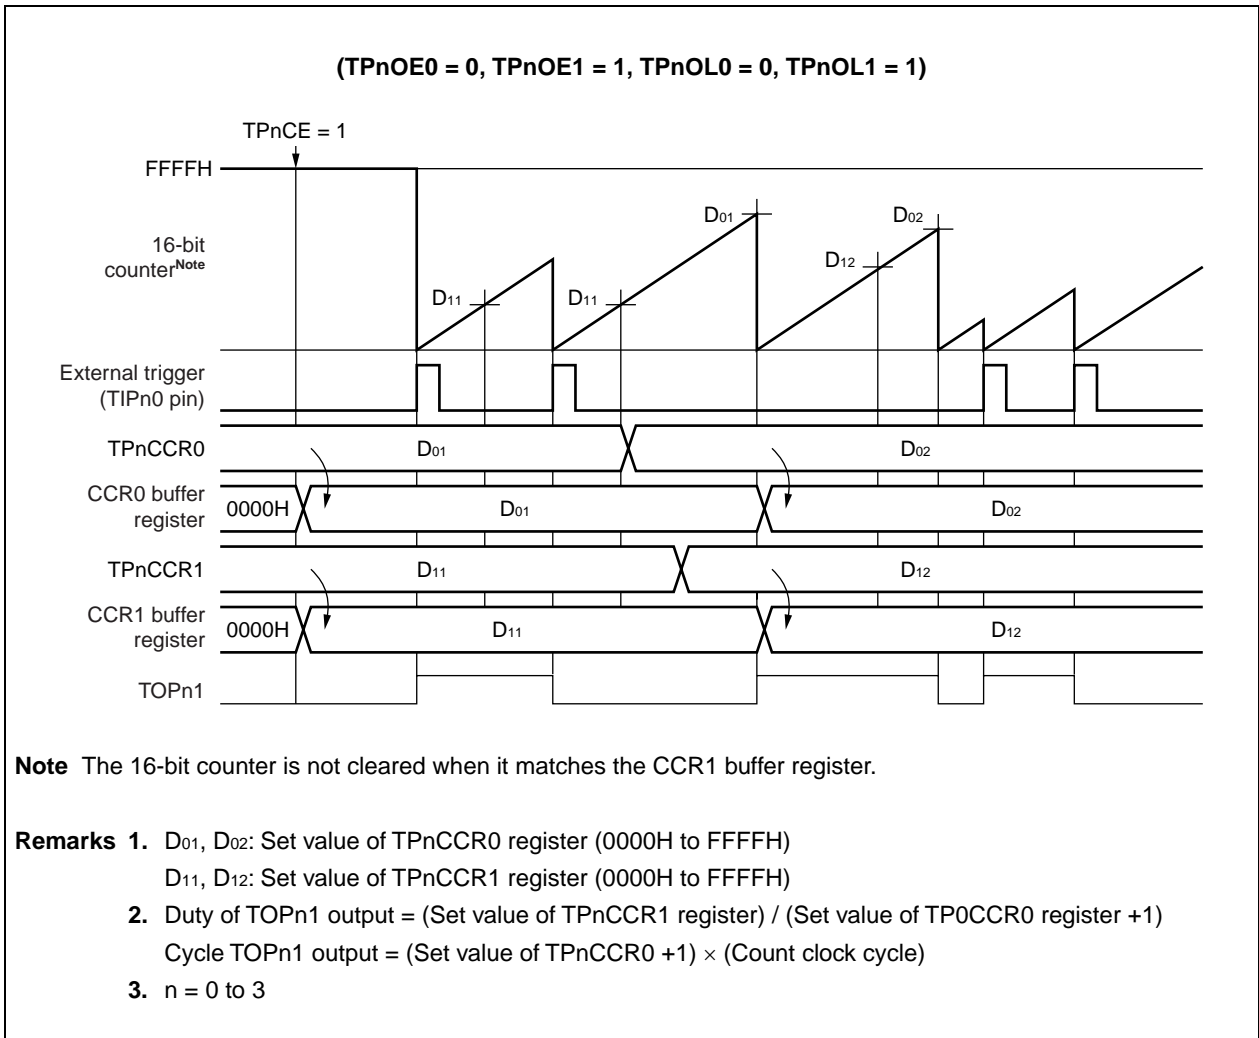 (TPnOE0 = 0, TPnOE1 = 1, TPnOL0 = 0, TPnOL1 = 1)
TPnCE = 1
FFFFH
D01
D02
16-bit
counterNote
D12
D11
D11
External trigger
(TIPn0 pin)
TPnCCR0
D01
D02
CCR0 buffer
register
0000H
D01
D02
TPnCCR1
D11
D12
CCR1 buffer
register
0000H
D11
D12
TOPn1
Note The 16-bit counter is not cleared when it matches the CCR1 buffer register.
Remarks 1. D01, D02: Set value of TPnCCR0 register (0000H to FFFFH)
D11, D12: Set value of TPnCCR1 register (0000H to FFFFH)
2. Duty of TOPn1 output = (Set value of TPnCCR1 register) / (Set value of TP0CCR0 register +1)
Cycle TOPn1 output = (Set value of TPnCCR0 +1) × (Count clock cycle)
3. n = 0 to 3